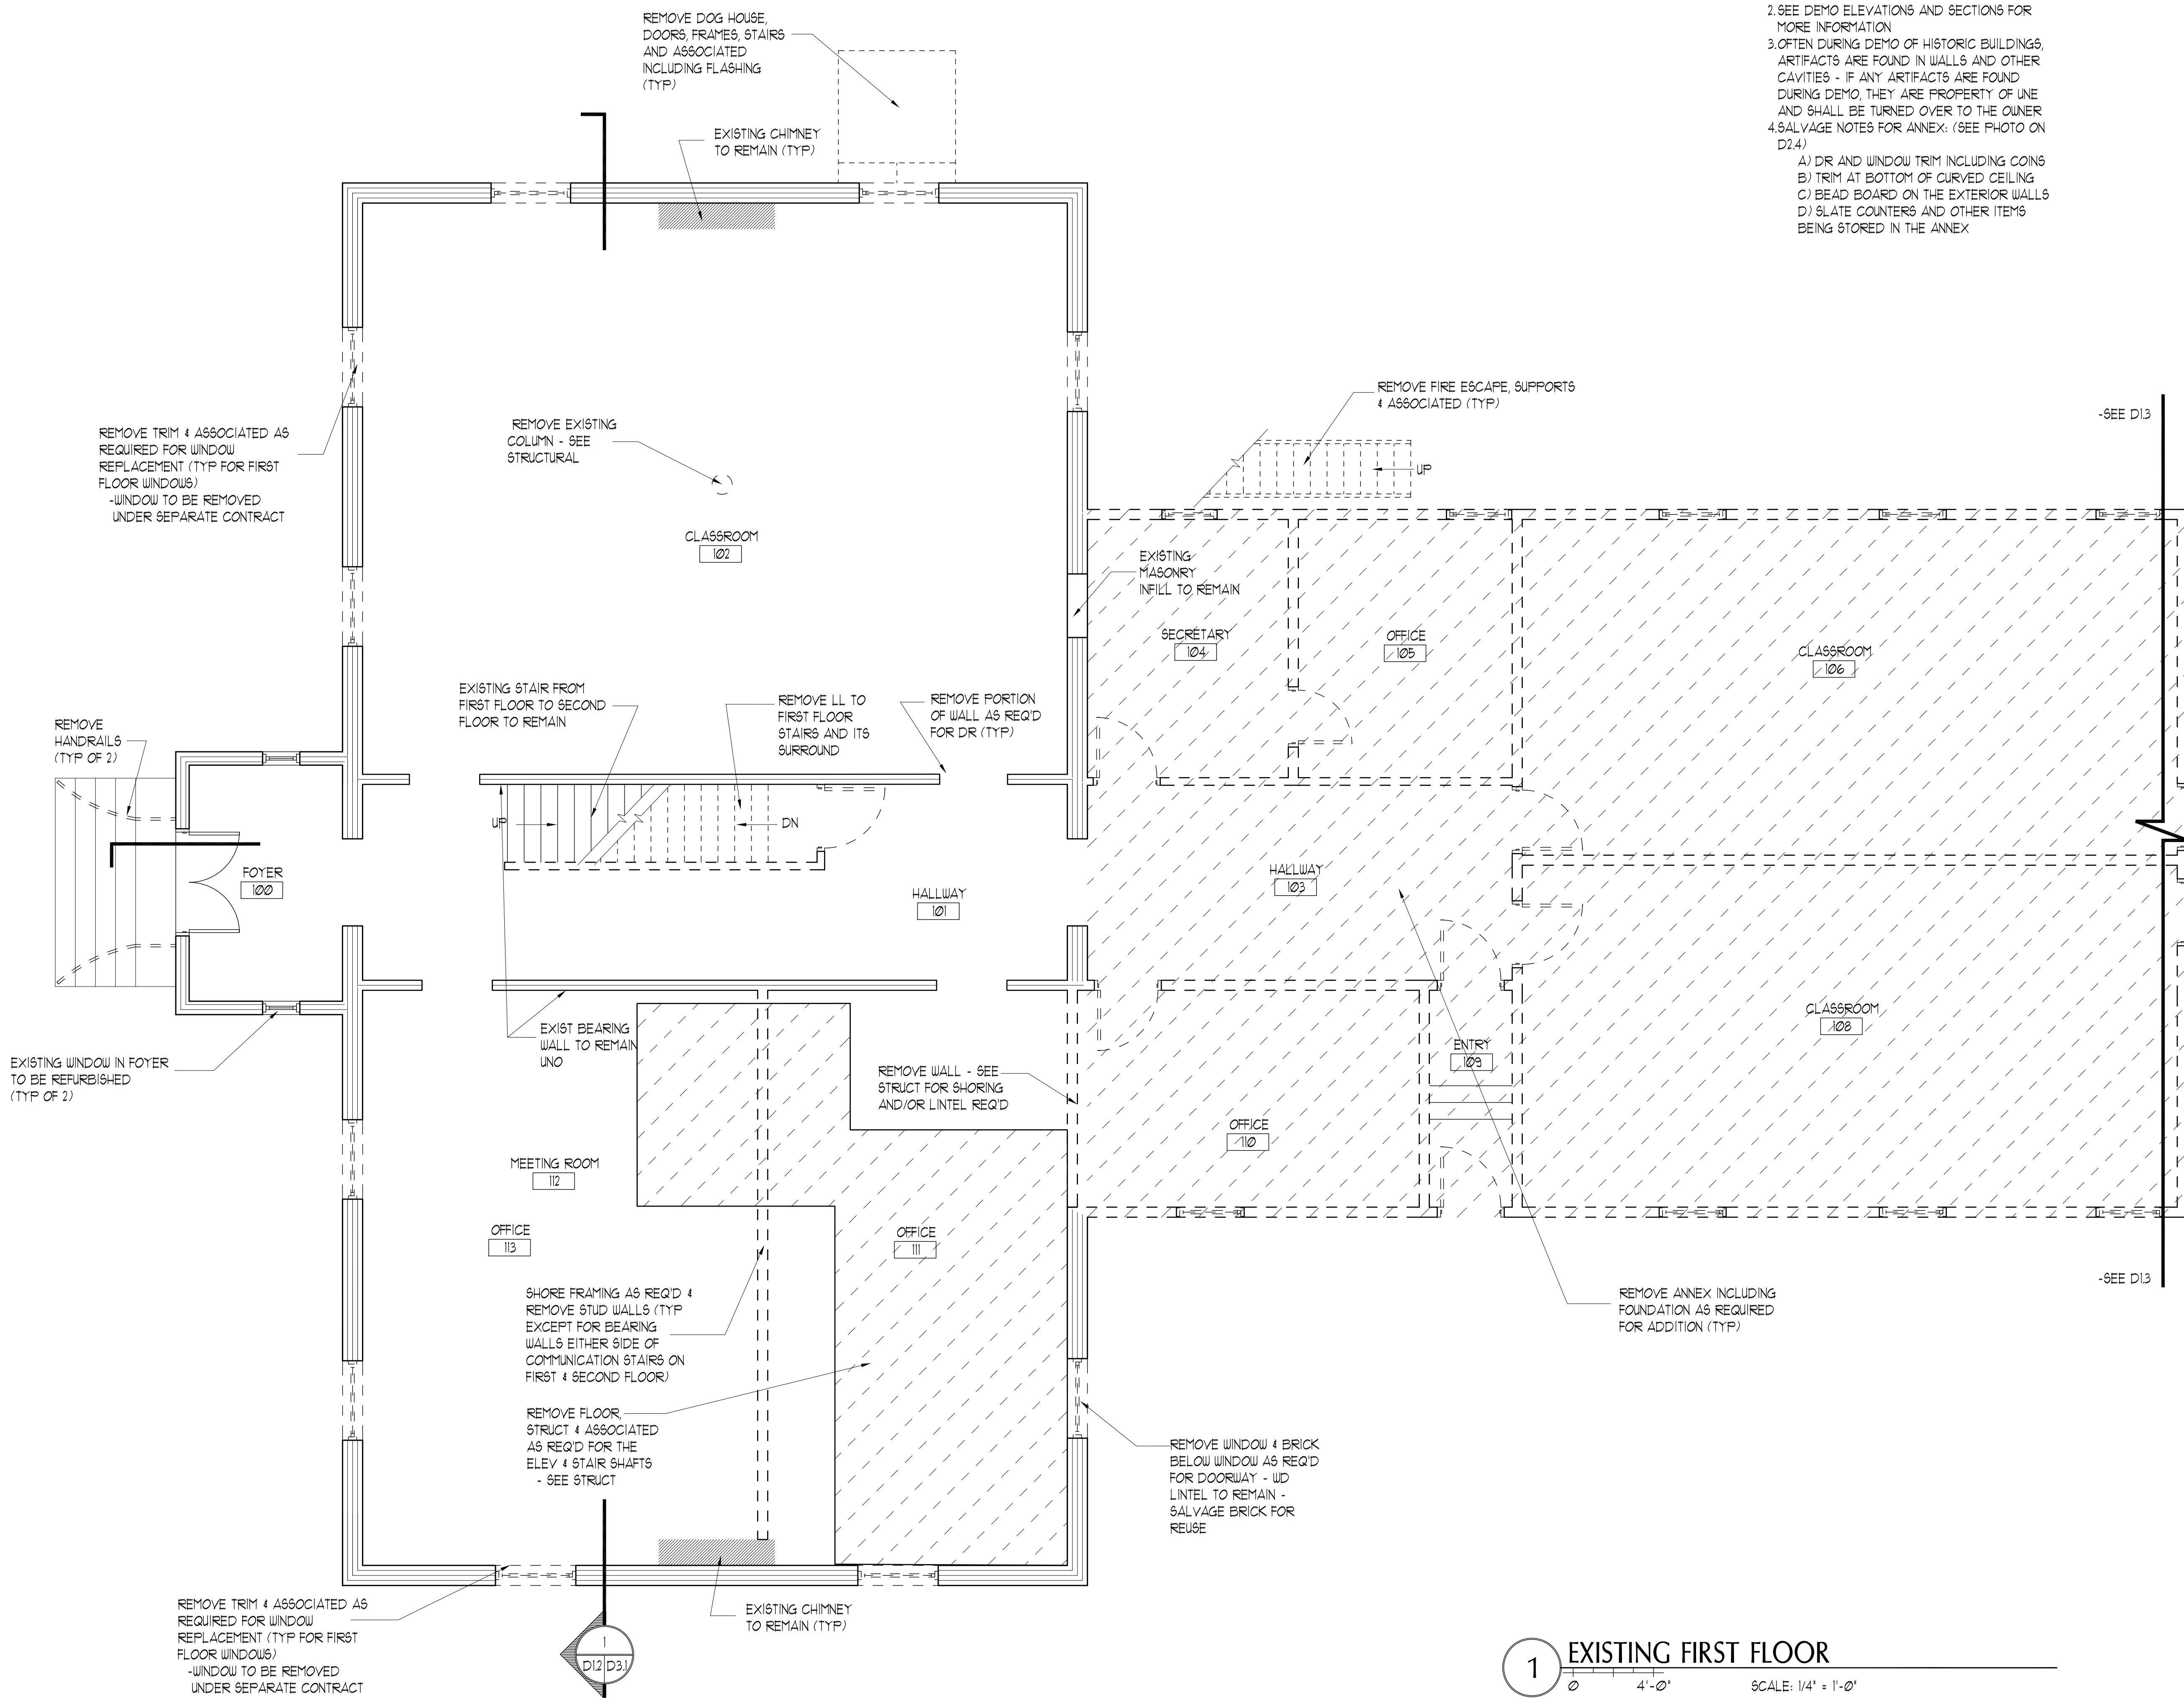 REMOVE DOG HOUSE,
DOORS, FRAMES, STAIRS
AND ASSOCIATED
INCLUDING FLASHING
(TYP)
EXISTING CHIMNEY
TO REMAIN (TYP)
2.SEE DEMO ELEVATIONS AND SECTIONS FOR
MORE INFORMATION
3.OFTEN DURING DEMO OF HISTORIC BUILDINGS,
ARTIFACTS ARE FOUND IN WALLS AND OTHER
CAVITIES - IF ANY ARTIFACTS ARE FOUND
DURING DEMO, THEY ARE PROPERTY OF UNE
AND SHALL BE TURNED OVER TO THE OWNER
4.SALVAGE NOTES FOR ANNEX: (SEE PHOTO ON
D2.4)
A) DR AND WINDOW TRIM INCLUDING COINS
B) TRIM AT BOTTOM OF CURVED CEILING
C) BEAD BOARD ON THE EXTERIOR WALLS
D) SLATE COUNTERS AND OTHER ITEMS
BEING STORED IN THE ANNEX
REMOVE TRIM & ASSOCIATED AS
REQUIRED FOR WINDOW
REPLACEMENT (TYP FOR FIRST
FLOOR WINDOWS)
-WINDOW TO BE REMOVED
UNDER SEPARATE CONTRACT
REMOVE EXISTING
COLUMN - SEE
STRUCTURAL
CLASSROOM
102
REMOVE FIRE ESCAPE, SUPPORTS
& ASSOCIATED (TYP)
UP
-SEE D1.3
EXISTING
MASONRY
INFILL TO REMAIN
SECRETARY
104
OFFICE
105
CLASSROOM
106
EXISTING STAIR FROM
FIRST FLOOR TO SECOND
FLOOR TO REMAIN
REMOVE LL TO
FIRST FLOOR
STAIRS AND ITS
SURROUND
REMOVE PORTION
OF WALL AS REQ'D
FOR DR (TYP)
REMOVE
HANDRAILS
(TYP OF 2)
UP
DN
FOYER
100
HALLWAY
101
HALLWAY
103
EXISTING WINDOW IN FOYER
TO BE REFURBISHED
(TYP OF 2)
EXIST BEARING
WALL TO REMAIN
UNO
REMOVE WALL - SEE
STRUCT FOR SHORING
AND/OR LINTEL REQ'D
ENTRY
109
CLASSROOM
108
OFFICE
110
MEETING ROOM
112
OFFICE
113
OFFICE
111
SHORE FRAMING AS REQ'D &
REMOVE STUD WALLS (TYP
EXCEPT FOR BEARING
WALLS EITHER SIDE OF
COMMUNICATION STAIRS ON
FIRST & SECOND FLOOR)
REMOVE FLOOR,
STRUCT & ASSOCIATED
AS REQ'D FOR THE
ELEV & STAIR SHAFTS
- SEE STRUCT
-SEE D1.3
REMOVE ANNEX INCLUDING
FOUNDATION AS REQUIRED
FOR ADDITION (TYP)
REMOVE WINDOW & BRICK
BELOW WINDOW AS REQ'D
FOR DOORWAY - WD
LINTEL TO REMAIN -
SALVAGE BRICK FOR
REUSE
REMOVE TRIM & ASSOCIATED AS
REQUIRED FOR WINDOW
REPLACEMENT (TYP FOR FIRST
FLOOR WINDOWS)
-WINDOW TO BE REMOVED
UNDER SEPARATE CONTRACT
EXISTING CHIMNEY
TO REMAIN (TYP)
1
D1.2 D3.1
1 EXISTING FIRST FLOOR
0 4'-0" SCALE: 1/4" = 1'-0"